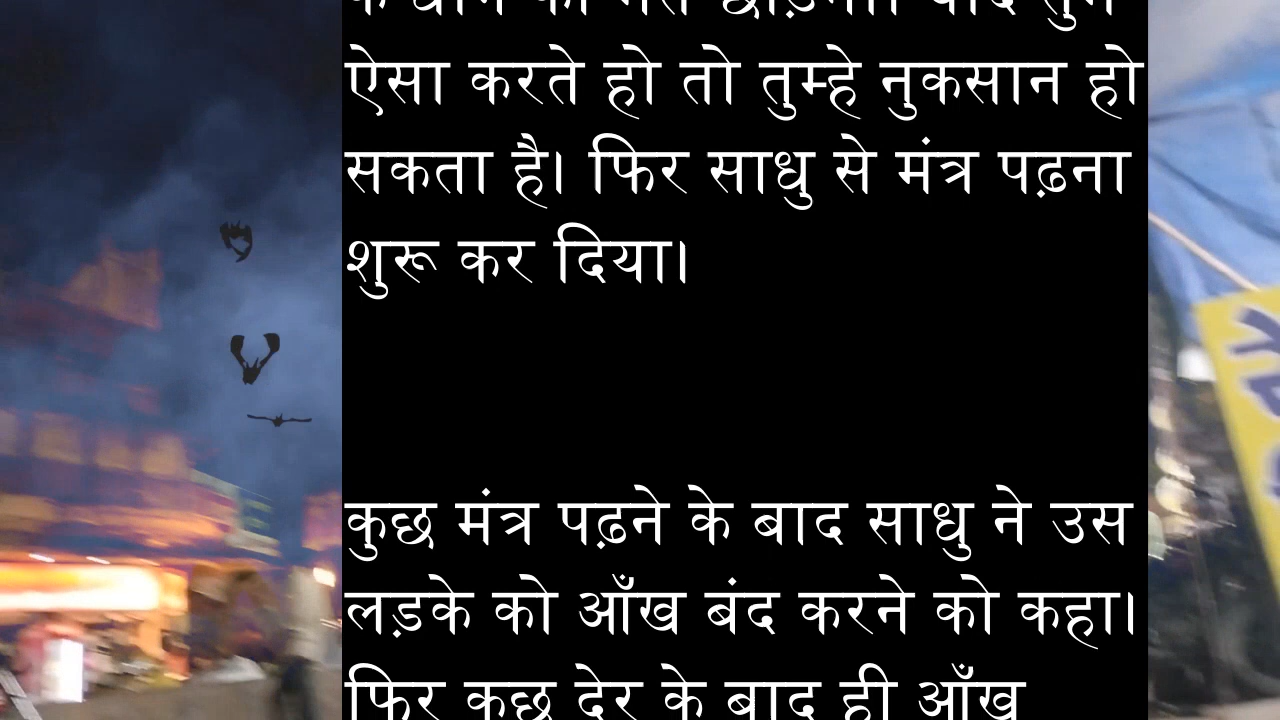 ऐसा करते हो तो तुम्हे नुकसान हो
सकता है। फिर साधु से मंत्र पढ़ना
शुरू कर दिया।
कुछ मंत्र पढ़ने के बाद साधु ने उस
लड़के को आँख बंद करने को कहा।
फिर कुछ देर के बाद ही आँख